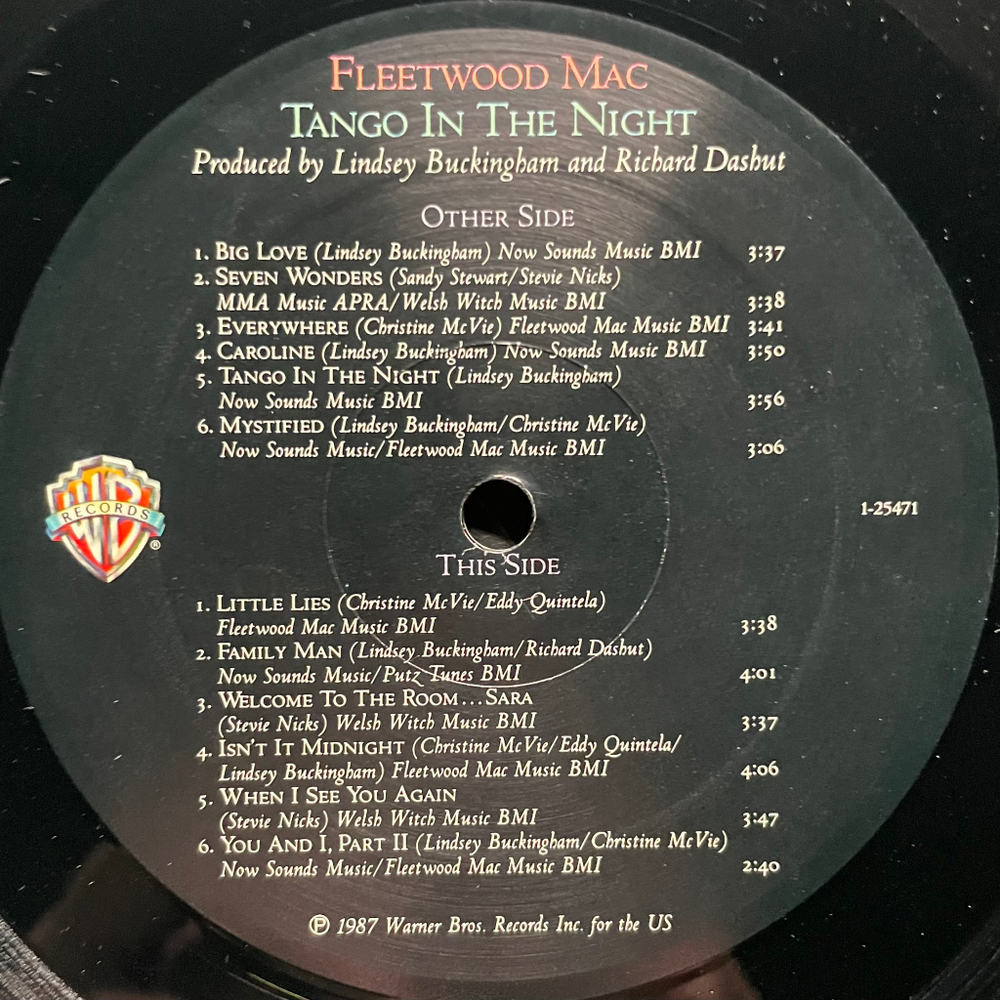 FLEETWOOD MAC
TANGO IN THE NIGHT
Produced by Lindsey Buckingham and Richard Dashut
OTHER SIDE
1. BIG LOVE (Lindsey Buckingham) Now Sounds Music BMI 3:37
2. SEVEN WONDERS (Sandy Stewart/Stevie Nicks)
MMA Music APRA/Welsh Witch Music BMI 3:38
3. EVERYWHERE (Christine McVie) Fleetwood Mac Music BMI 3:41
4. CAROLINE (Lindsey Buckingham) Now Sounds Music BMI 3:50
5. TANGO IN THE NIGHT (Lindsey Buckingham)
Now Sounds Music BMI 3:56
6. MYSTIFIED (Lindsey Buckingham/Christine McVie)
Now Sounds Music/Fleetwood Mac Music BMI 3:06
WB
RECORDS
®
1-25471
THIS SIDE
1. LITTLE LIES (Christine McVie/Eddy Quintela)
Fleetwood Mac Music BMI 3:38
2. FAMILY MAN (Lindsey Buckingham/Richard Dashut)
Now Sounds Music/Putz Tunes BMI 4:01
3. WELCOME TO THE ROOM...SARA
(Stevie Nicks) Welsh Witch Music BMI 3:37
4. ISN'T IT MIDNIGHT (Christine McVie/Eddy Quintela/
Lindsey Buckingham) Fleetwood Mac Music BMI 4:06
5. WHEN I SEE YOU AGAIN
(Stevie Nicks) Welsh Witch Music BMI 3:47
6. YOU AND I, PART II (Lindsey Buckingham/Christine McVie)
Now Sounds Music/Fleetwood Mac Music BMI 2:40
℗ 1987 Warner Bros. Records Inc. for the US